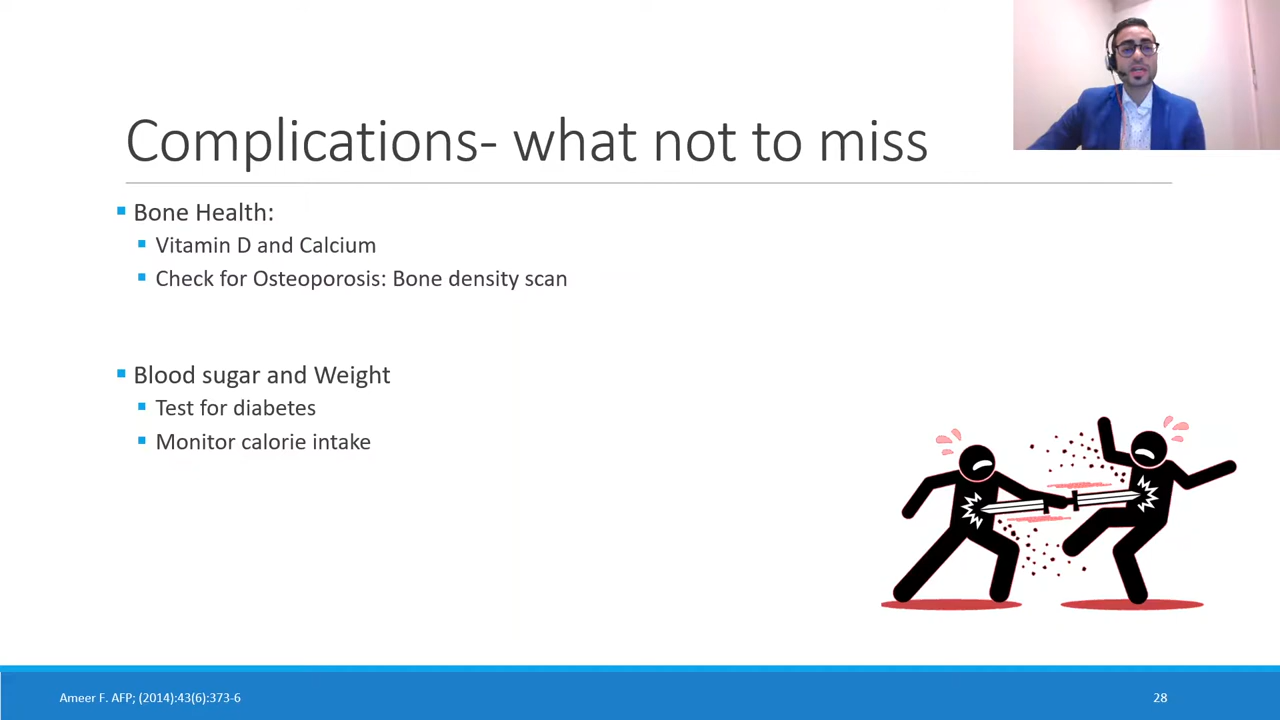 Complications- what not to miss
Bone Health:
Vitamin D and Calcium
Check for Osteoporosis: Bone density scan
Blood sugar and Weight
Test for diabetes
Monitor calorie intake
Ameer F. AFP; (2014):43(6):373-6
28